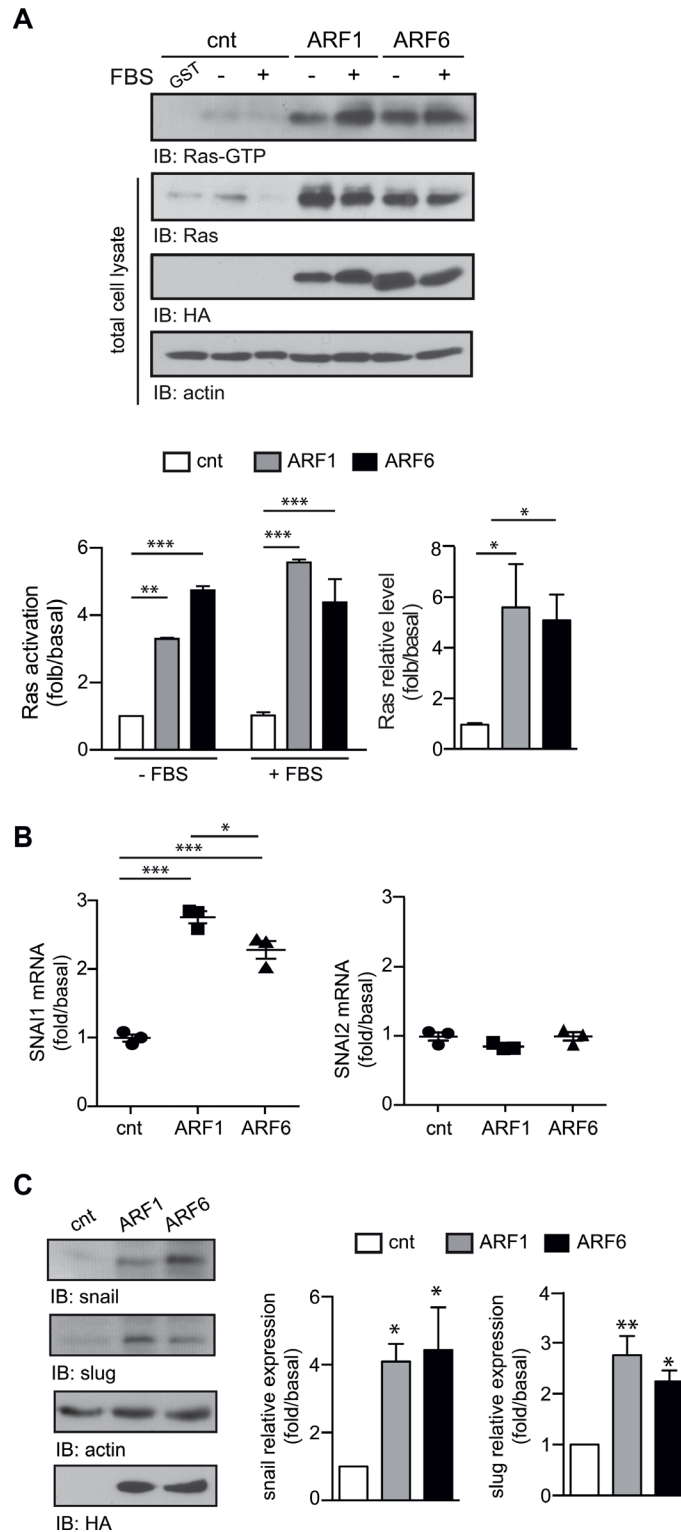 A
cnt ARF1 ARF6
FBS GST - + - + - +
IB: Ras-GTP
total cell lysate
IB: Ras
IB: HA
IB: actin
cnt ARF1 ARF6
Ras activation
(folb/basal)
6
4
2
0
** *** *** ***
- FBS + FBS
Ras relative level
(folb/basal)
8
6
4
2
0
* *
B
SNAI1 mRNA
(fold/basal)
3
2
1
0
*** *** *
cnt ARF1 ARF6
SNAI2 mRNA
(fold/basal)
3
2
1
0
cnt ARF1 ARF6
C
cnt ARF1 ARF6
IB: snail
IB: slug
IB: actin
IB: HA
cnt ARF1 ARF6
snail relative expression
(fold/basal)
6
4
2
0
* *
slug relative expression
(fold/basal)
4
3
2
1
0
** *